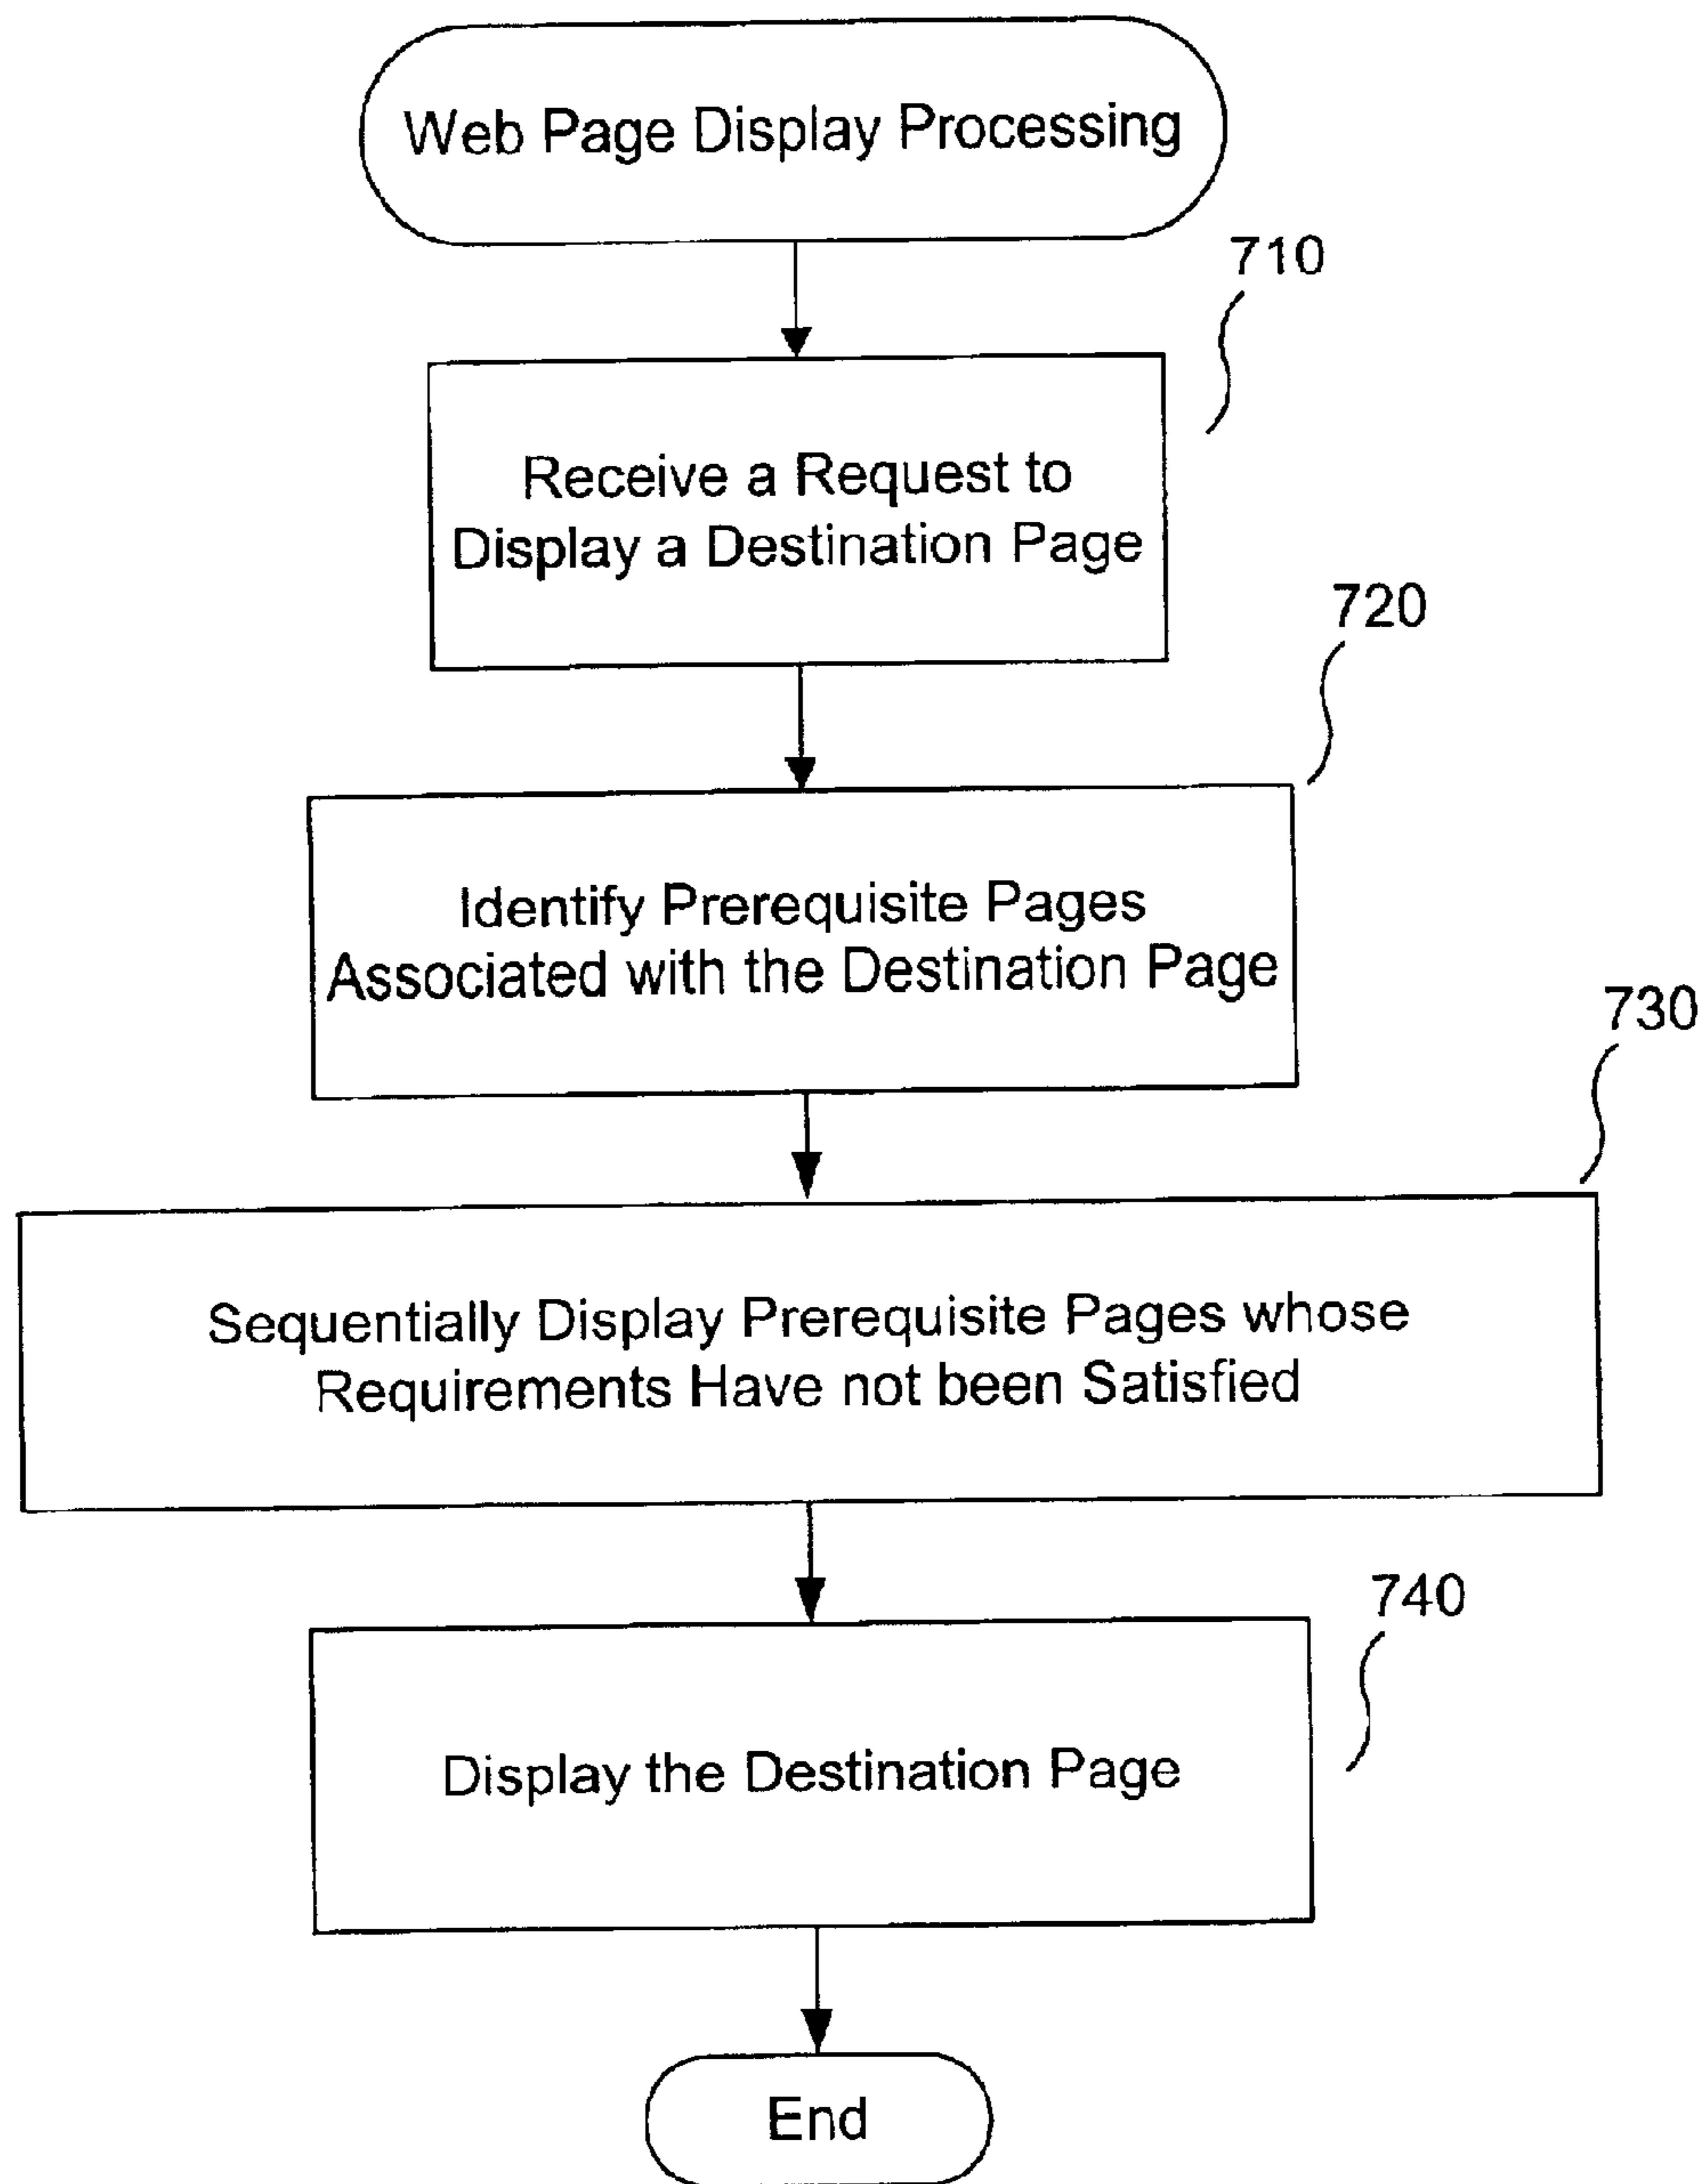 Web Page Display Processing
710
Receive a Request to
Display a Destination Page
720
Identify Prerequisite Pages
Associated with the Destination Page
730
Sequentially Display Prerequisite Pages whose
Requirements Have not been Satisfied
740
Display the Destination Page
End